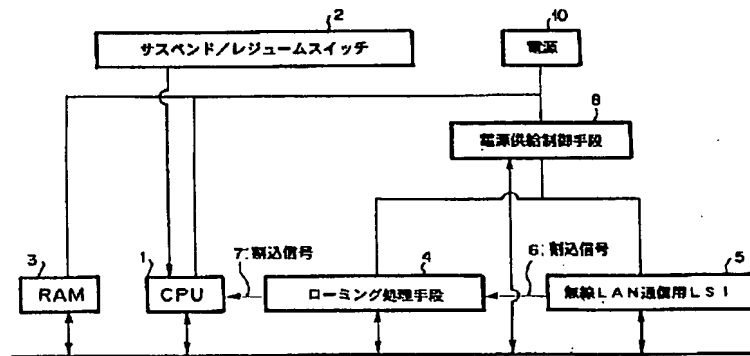 2
サスペンド／レジュームスイッチ
10
電源
8
電源供給制御手段
3
RAM
1
CPU
7:割込信号
4
ローミング処理手段
6:割込信号
5
無線LAN通信用LSI